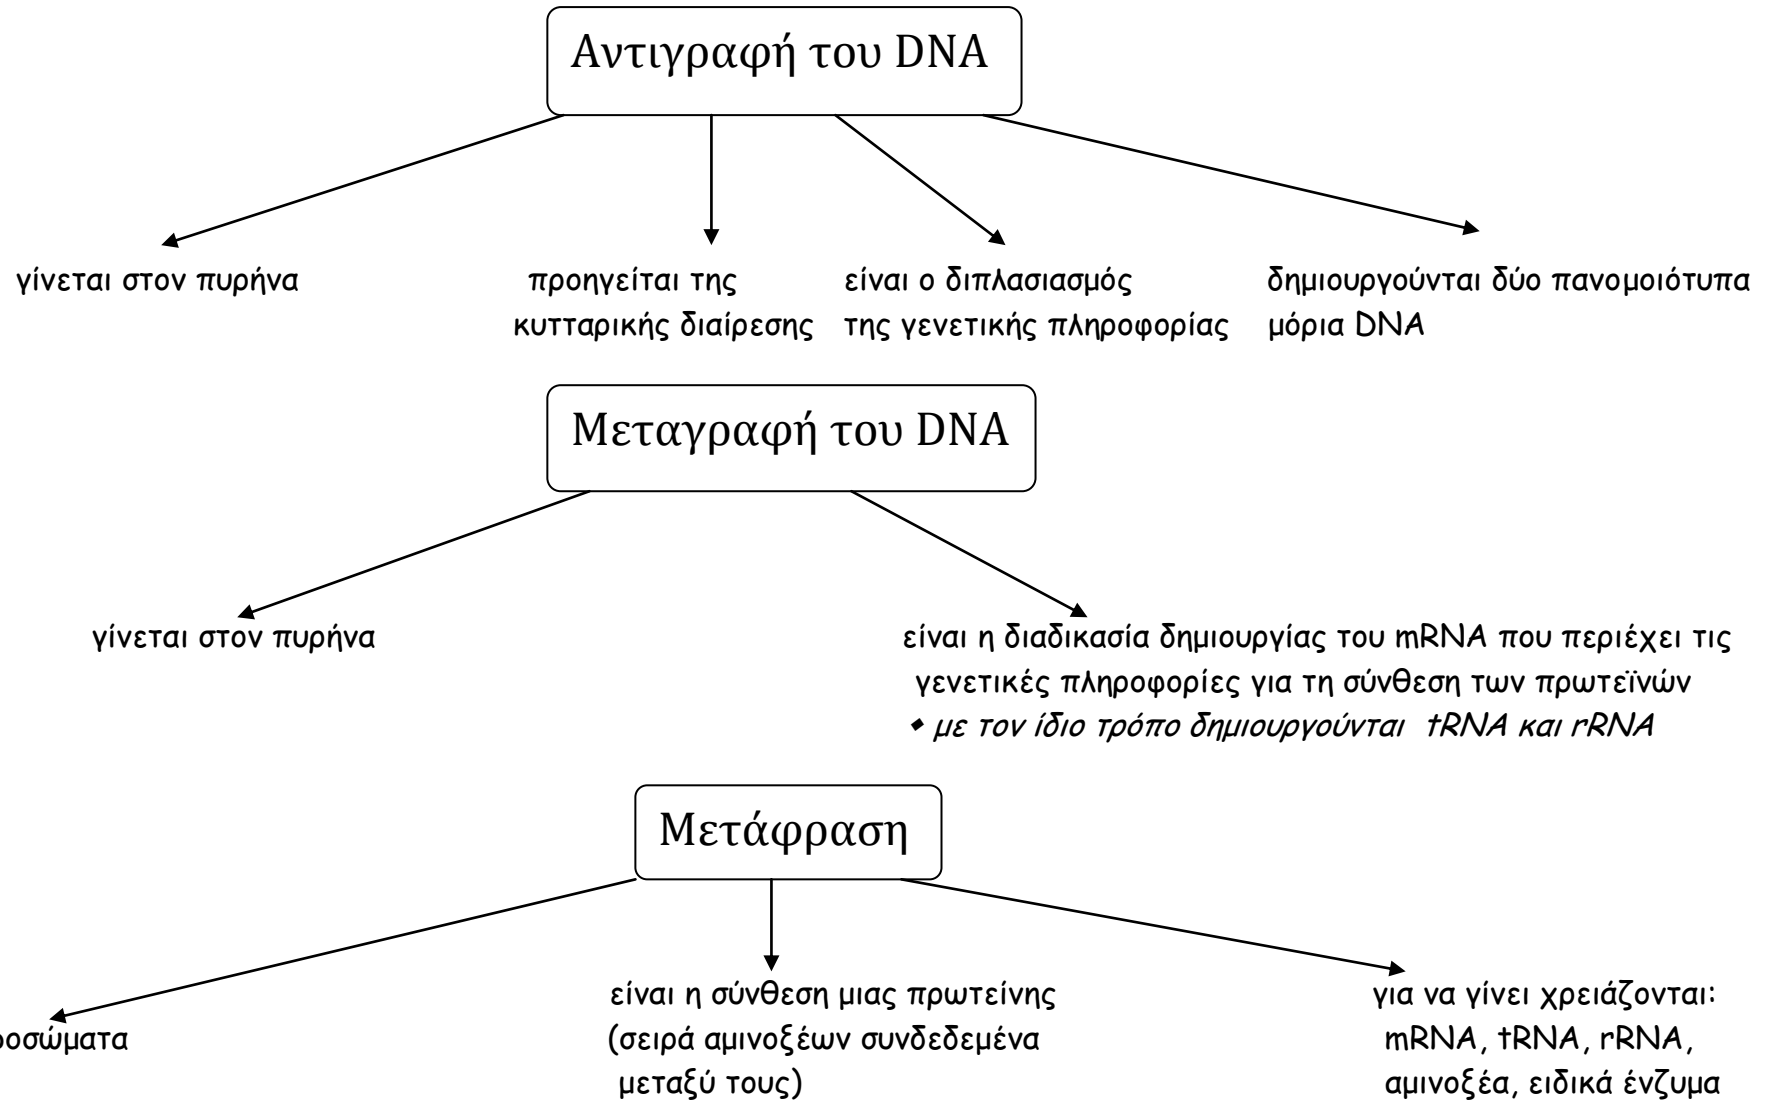 Αντιγραφή του DNA
γίνεται στον πυρήνα
προηγείται της
κυτταρικής διαίρεσης
είναι ο διπλασιασμός
της γενετικής πληροφορίας
δημιουργούνται δύο πανομοιότυπα
μόρια DNA
Μεταγραφή του DNA
γίνεται στον πυρήνα
είναι η διαδικασία δημιουργίας του mRNA που περιέχει τις
γενετικές πληροφορίες για τη σύνθεση των πρωτεϊνών
◆ με τον ίδιο τρόπο δημιουργούνται tRNA και rRNA
Μετάφραση
είναι η σύνθεση μιας πρωτείνης
(σειρά αμινοξέων συνδεδεμένα
μεταξύ τους)
για να γίνει χρειάζονται:
mRNA, tRNA, rRNA,
αμινοξέα, ειδικά ένζυμα